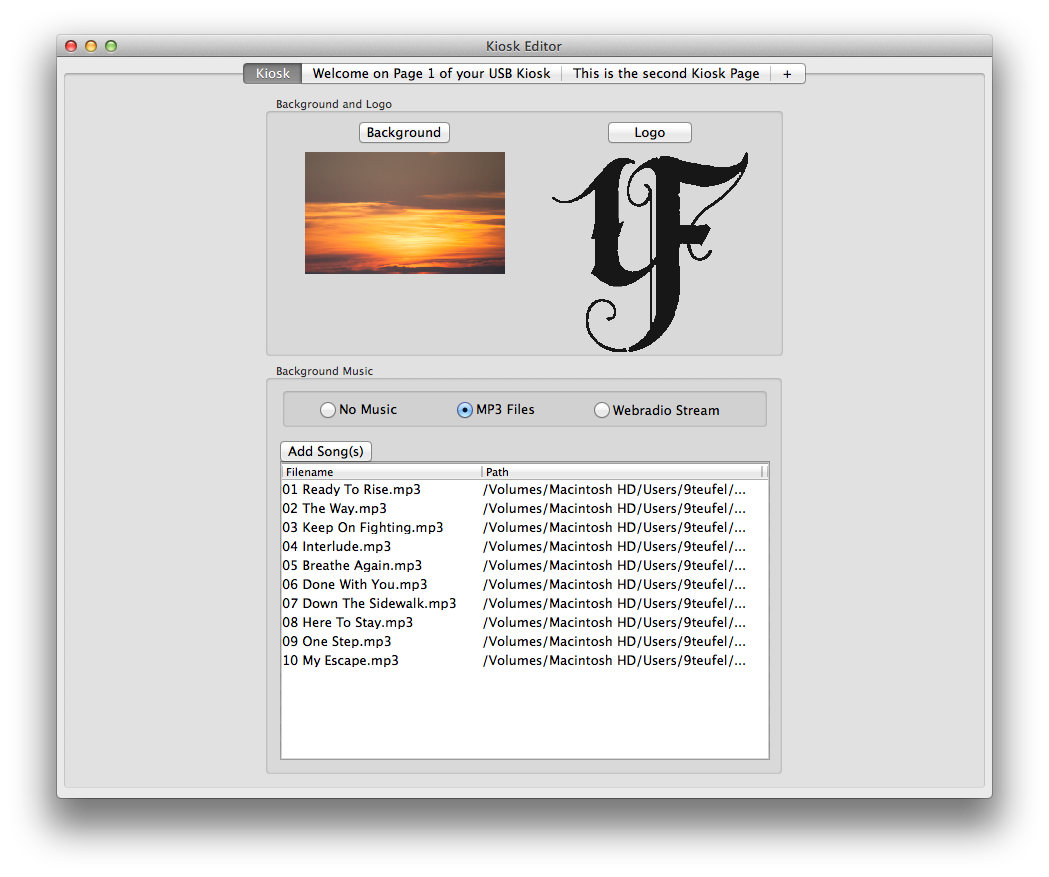 Kiosk Editor
Kiosk Welcome on Page 1 of your USB Kiosk This is the second Kiosk Page +
Background and Logo
Background Logo
Background Music
No Music MP3 Files Webradio Stream
Add Song(s)
Filename Path
01 Ready To Rise.mp3 /Volumes/Macintosh HD/Users/9teufel/...
02 The Way.mp3 /Volumes/Macintosh HD/Users/9teufel/...
03 Keep On Fighting.mp3 /Volumes/Macintosh HD/Users/9teufel/...
04 Interlude.mp3 /Volumes/Macintosh HD/Users/9teufel/...
05 Breathe Again.mp3 /Volumes/Macintosh HD/Users/9teufel/...
06 Done With You.mp3 /Volumes/Macintosh HD/Users/9teufel/...
07 Down The Sidewalk.mp3 /Volumes/Macintosh HD/Users/9teufel/...
08 Here To Stay.mp3 /Volumes/Macintosh HD/Users/9teufel/...
09 One Step.mp3 /Volumes/Macintosh HD/Users/9teufel/...
10 My Escape.mp3 /Volumes/Macintosh HD/Users/9teufel/...